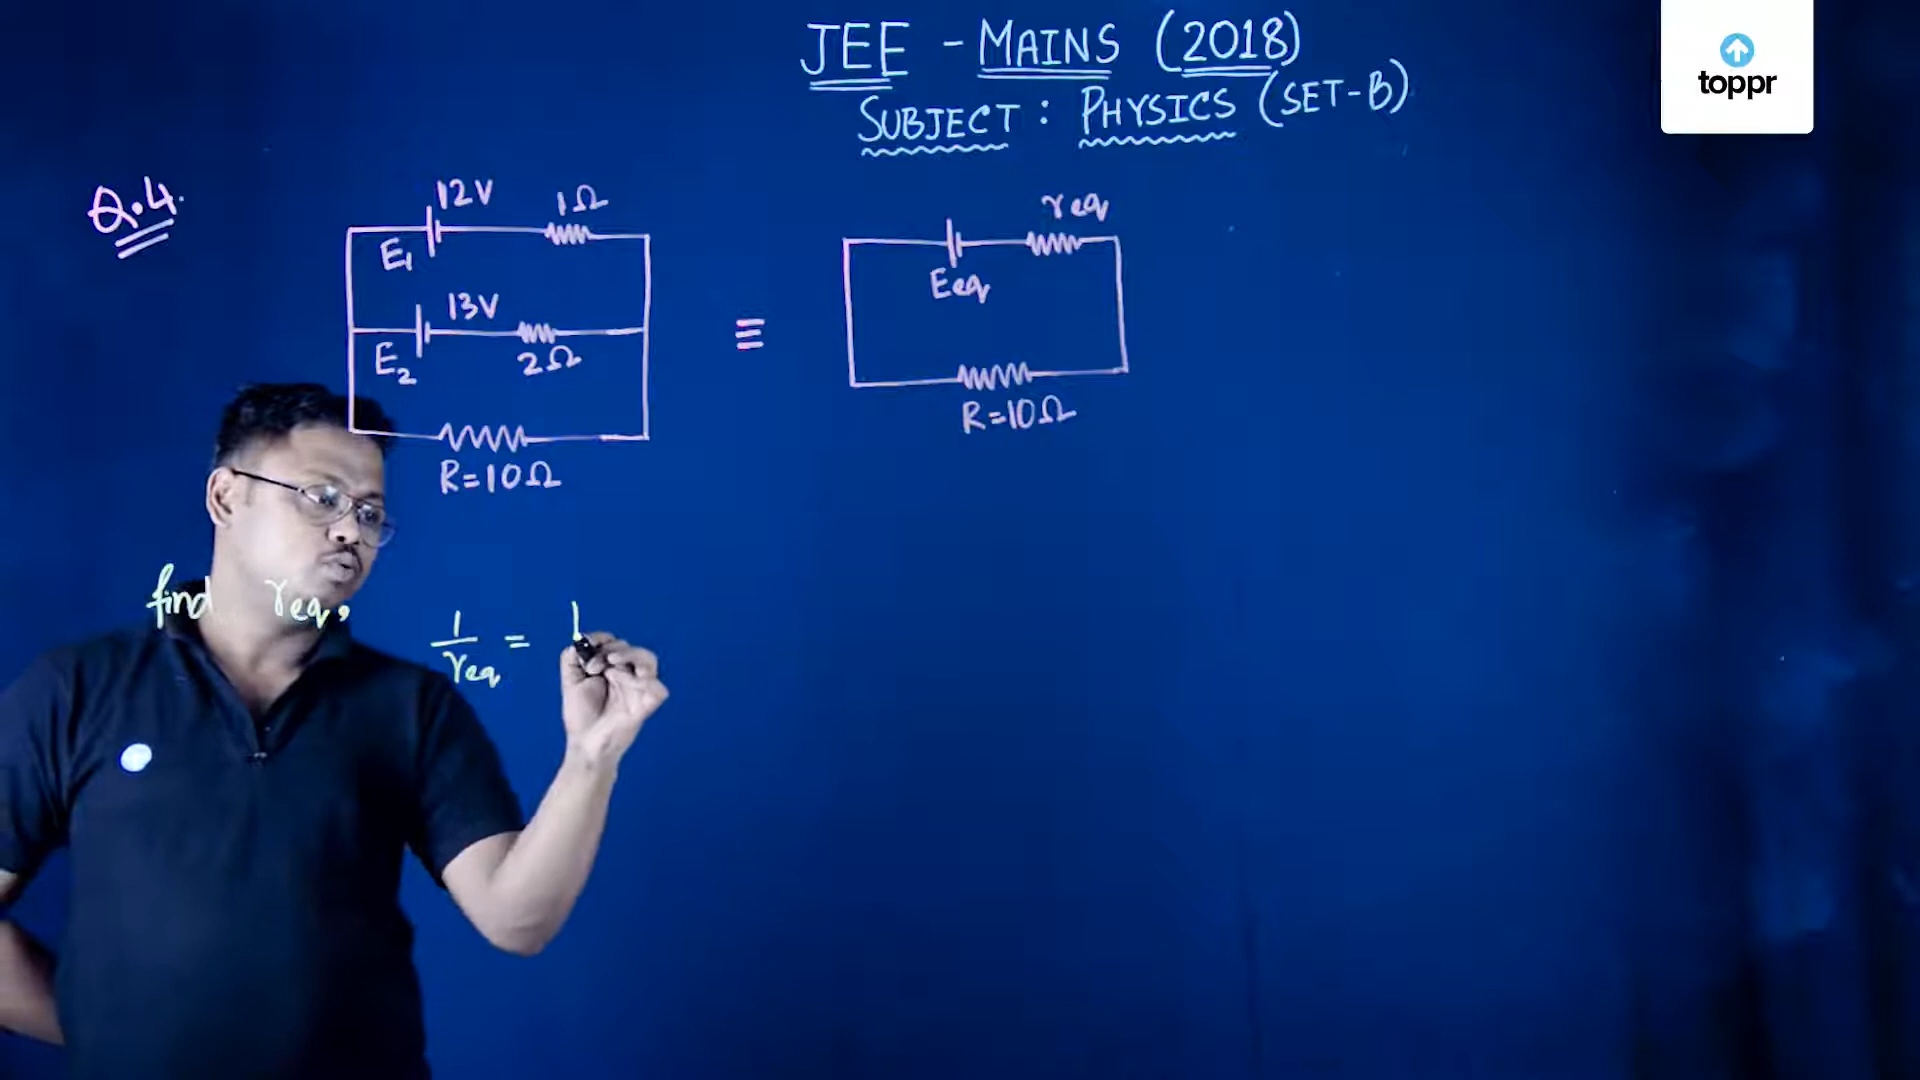 JEE - MAINS (2018)
SUBJECT : PHYSICS (SET-B)
toppr
Q.4.
12V
1Ω
E₁
13V
E₂
2Ω
R=10Ω
≡
req
Eeq
R=10Ω
find req,
1/req = 1